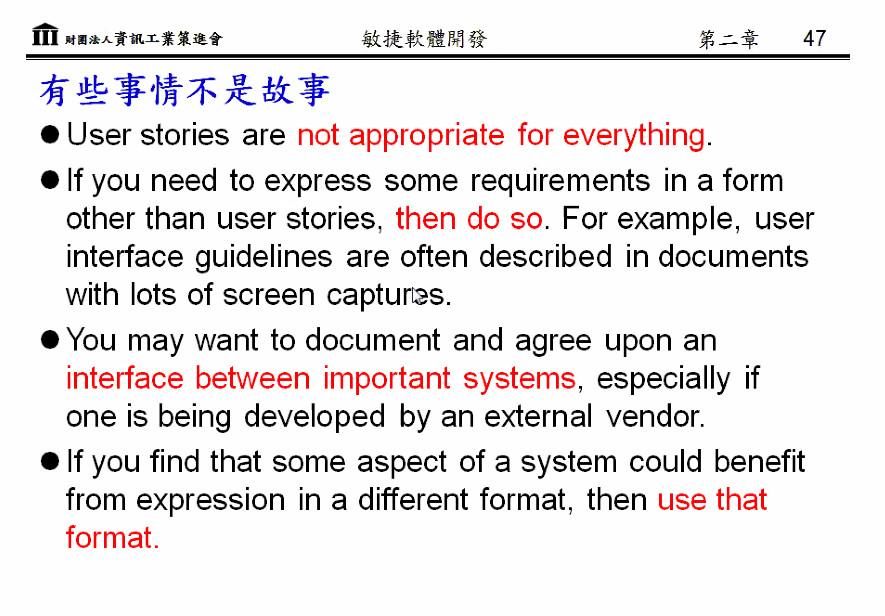 財團法人資訊工業策進會 敏捷軟體開發 第二章 47
有些事情不是故事
● User stories are not appropriate for everything.
● If you need to express some requirements in a form
other than user stories, then do so. For example, user
interface guidelines are often described in documents
with lots of screen captures.
● You may want to document and agree upon an
interface between important systems, especially if
one is being developed by an external vendor.
● If you find that some aspect of a system could benefit
from expression in a different format, then use that
format.